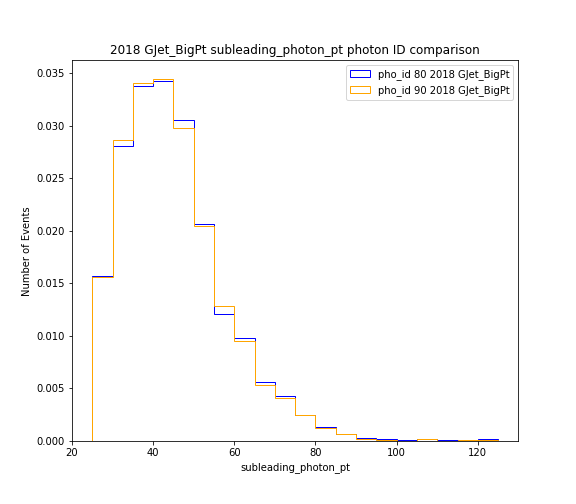 2018 GJet_BigPt subleading_photon_pt photon ID comparison
pho_id 80 2018 GJet_BigPt
pho_id 90 2018 GJet_BigPt
0.035
0.030
0.025
0.020
0.015
0.010
0.005
0.000
Number of Events
20 40 60 80 100 120
subleading_photon_pt